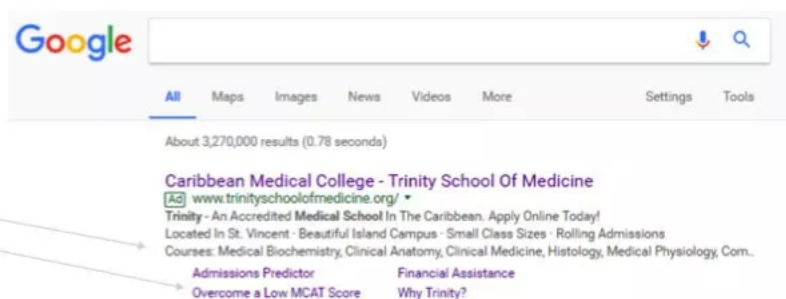 Google
All Maps Images News Videos More Settings Tools
About 3,270,000 results (0.78 seconds)
Caribbean Medical College - Trinity School Of Medicine
Ad www.trinityschoolofmedicine.org/
Trinity - An Accredited Medical School In The Caribbean. Apply Online Today!
Located In St. Vincent · Beautiful Island Campus · Small Class Sizes · Rolling Admissions
Courses: Medical Biochemistry, Clinical Anatomy, Clinical Medicine, Histology, Medical Physiology, Com...
Admissions Predictor Financial Assistance
Overcome a Low MCAT Score Why Trinity?